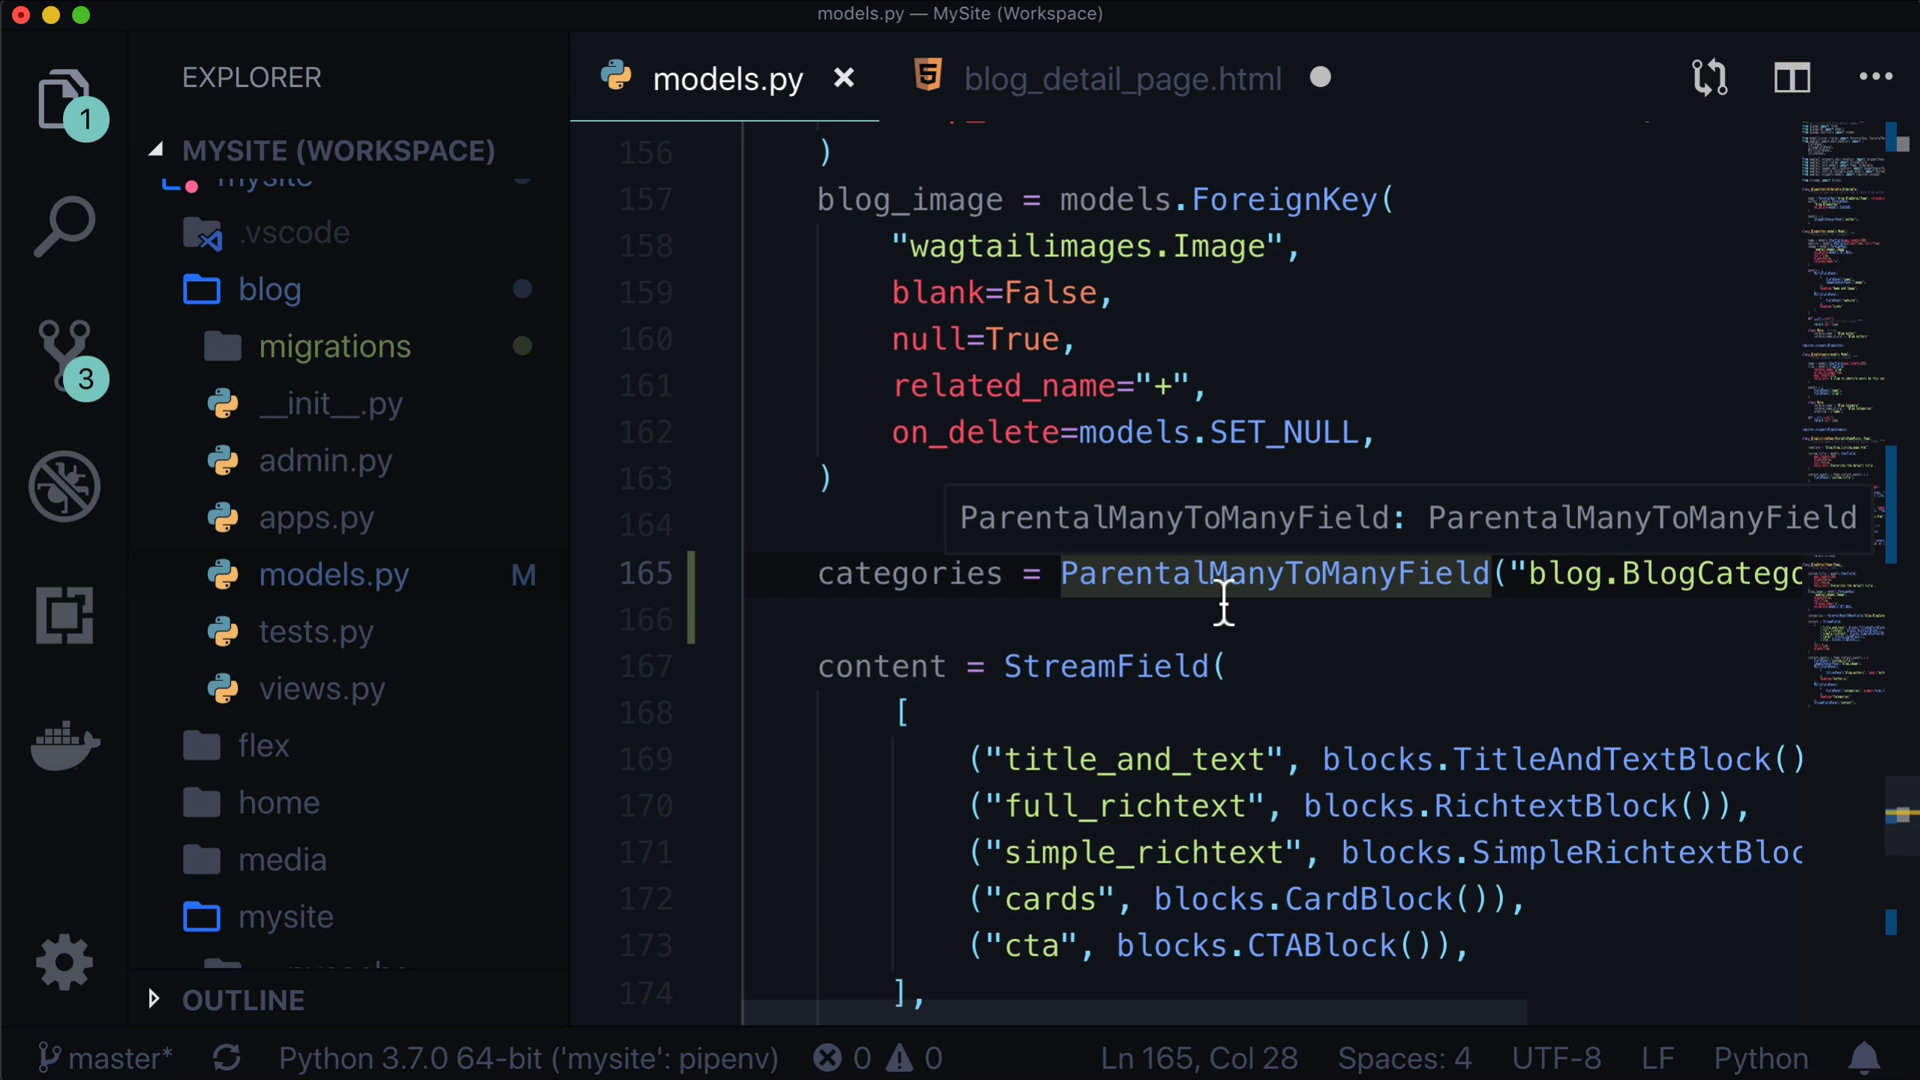 models.py — MySite (Workspace)
EXPLORER
models.py
blog_detail_page.html
1
MYSITE (WORKSPACE)
mysite
.vscode
blog
migrations
3
__init__.py
admin.py
apps.py
models.py M
tests.py
views.py
flex
home
media
mysite
OUTLINE
156 )
157 blog_image = models.ForeignKey(
158 "wagtailimages.Image",
159 blank=False,
160 null=True,
161 related_name="+",
162 on_delete=models.SET_NULL,
163 )
164
ParentalManyToManyField: ParentalManyToManyField
165 categories = ParentalManyToManyField("blog.BlogCatego
166
167 content = StreamField(
168 [
169 ("title_and_text", blocks.TitleAndTextBlock()
170 ("full_richtext", blocks.RichtextBlock()),
171 ("simple_richtext", blocks.SimpleRichtextBloc
172 ("cards", blocks.CardBlock()),
173 ("cta", blocks.CTABlock()),
174 ],
master* Python 3.7.0 64-bit ('mysite': pipenv) 0 0 Ln 165, Col 28 Spaces: 4 UTF-8 LF Python